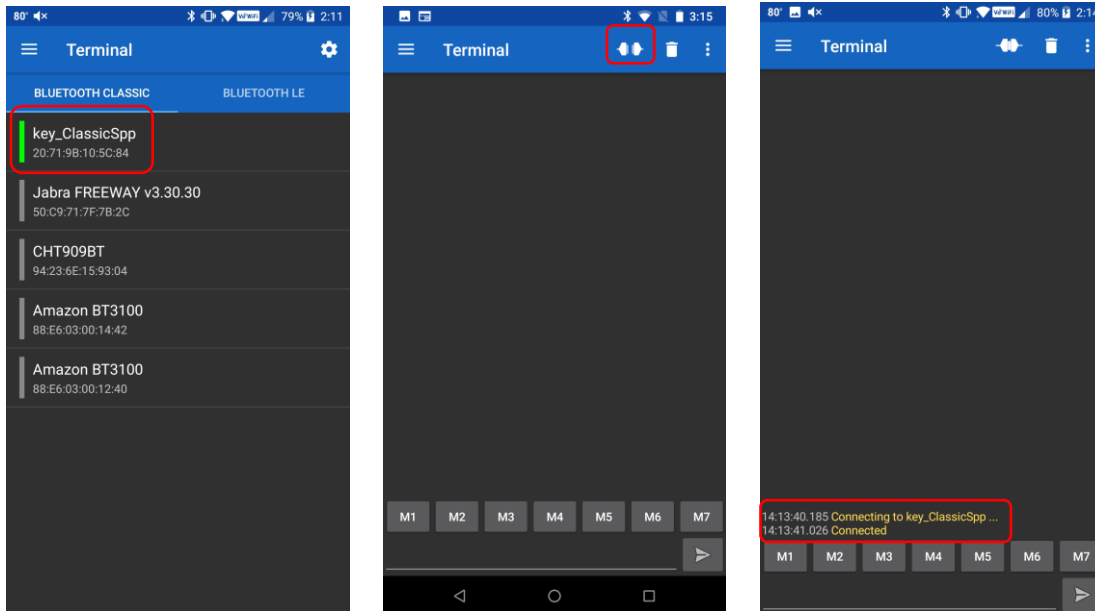 80° 79% 2:11
Terminal
BLUETOOTH CLASSIC BLUETOOTH LE
key_ClassicSpp
20:71:9B:10:5C:84
Jabra FREEWAY v3.30.30
50:C9:71:7F:7B:2C
CHT909BT
94:23:6E:15:93:04
Amazon BT3100
88:E6:03:00:14:42
Amazon BT3100
88:E6:03:00:12:40
3:15
Terminal
M1 M2 M3 M4 M5 M6 M7
80° 80% 2:14
Terminal
14:13:40.185 Connecting to key_ClassicSpp ...
14:13:41.026 Connected
M1 M2 M3 M4 M5 M6 M7